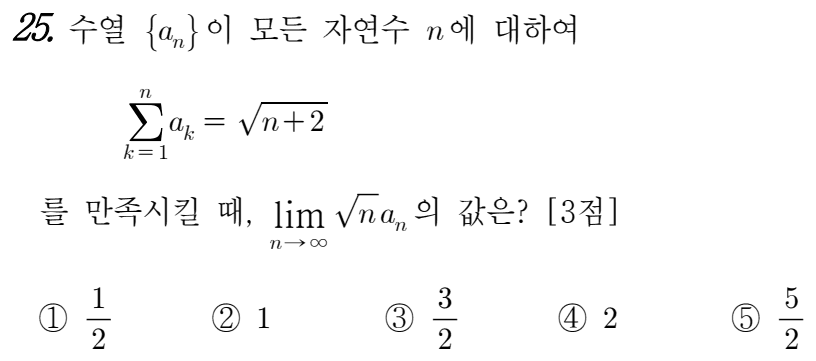 25. 수열 {aₙ}이 모든 자연수 n에 대하여
∑_{k=1}^{n} a_k = √(n+2)
를 만족시킬 때, lim_{n→∞} √n aₙ의 값은? [3점]
① 1/2 ② 1 ③ 3/2 ④ 2 ⑤ 5/2